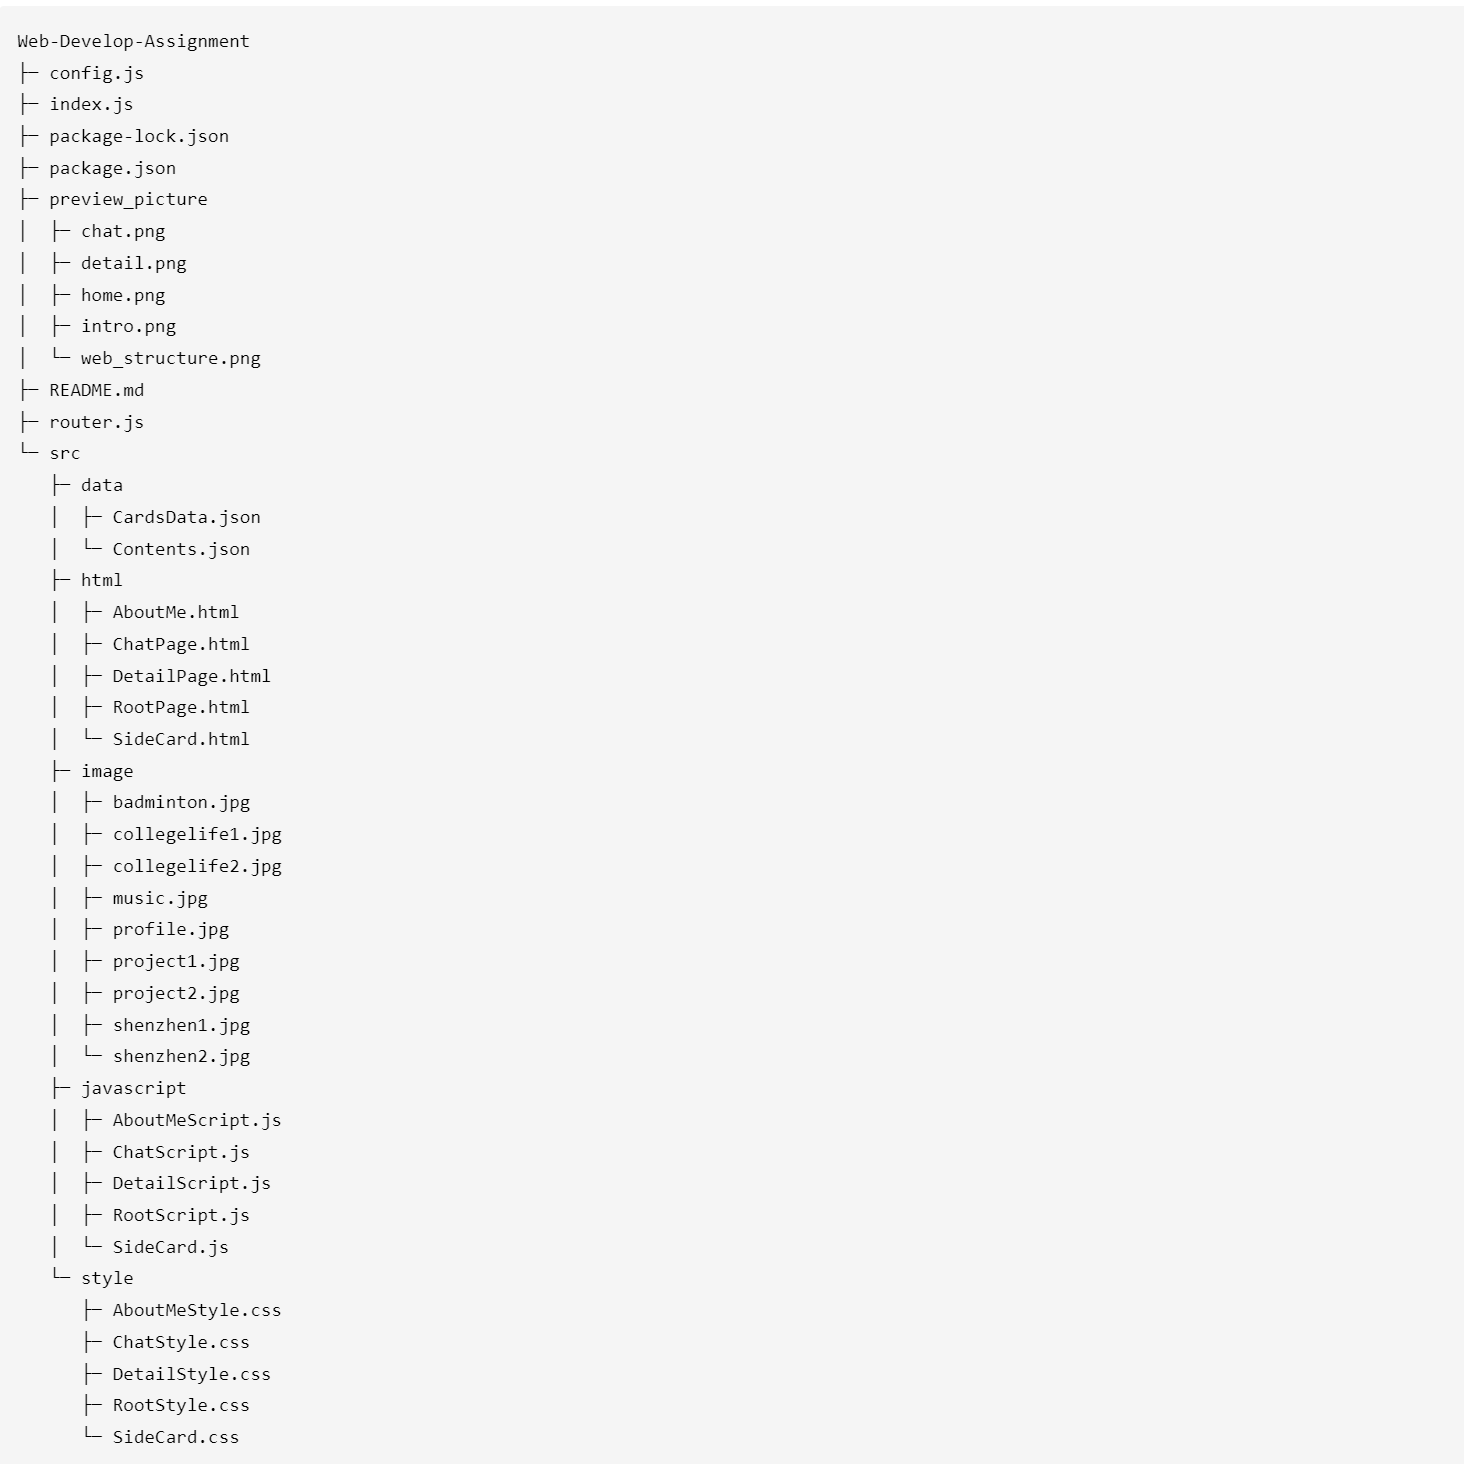 Web-Develop-Assignment
├─ config.js
├─ index.js
├─ package-lock.json
├─ package.json
├─ preview_picture
│  ├─ chat.png
│  ├─ detail.png
│  ├─ home.png
│  ├─ intro.png
│  └─ web_structure.png
├─ README.md
├─ router.js
└─ src
   ├─ data
   │  ├─ CardsData.json
   │  └─ Contents.json
   ├─ html
   │  ├─ AboutMe.html
   │  ├─ ChatPage.html
   │  ├─ DetailPage.html
   │  ├─ RootPage.html
   │  └─ SideCard.html
   ├─ image
   │  ├─ badminton.jpg
   │  ├─ collegelife1.jpg
   │  ├─ collegelife2.jpg
   │  ├─ music.jpg
   │  ├─ profile.jpg
   │  ├─ project1.jpg
   │  ├─ project2.jpg
   │  ├─ shenzhen1.jpg
   │  └─ shenzhen2.jpg
   ├─ javascript
   │  ├─ AboutMeScript.js
   │  ├─ ChatScript.js
   │  ├─ DetailScript.js
   │  ├─ RootScript.js
   │  └─ SideCard.js
   └─ style
      ├─ AboutMeStyle.css
      ├─ ChatStyle.css
      ├─ DetailStyle.css
      ├─ RootStyle.css
      └─ SideCard.css